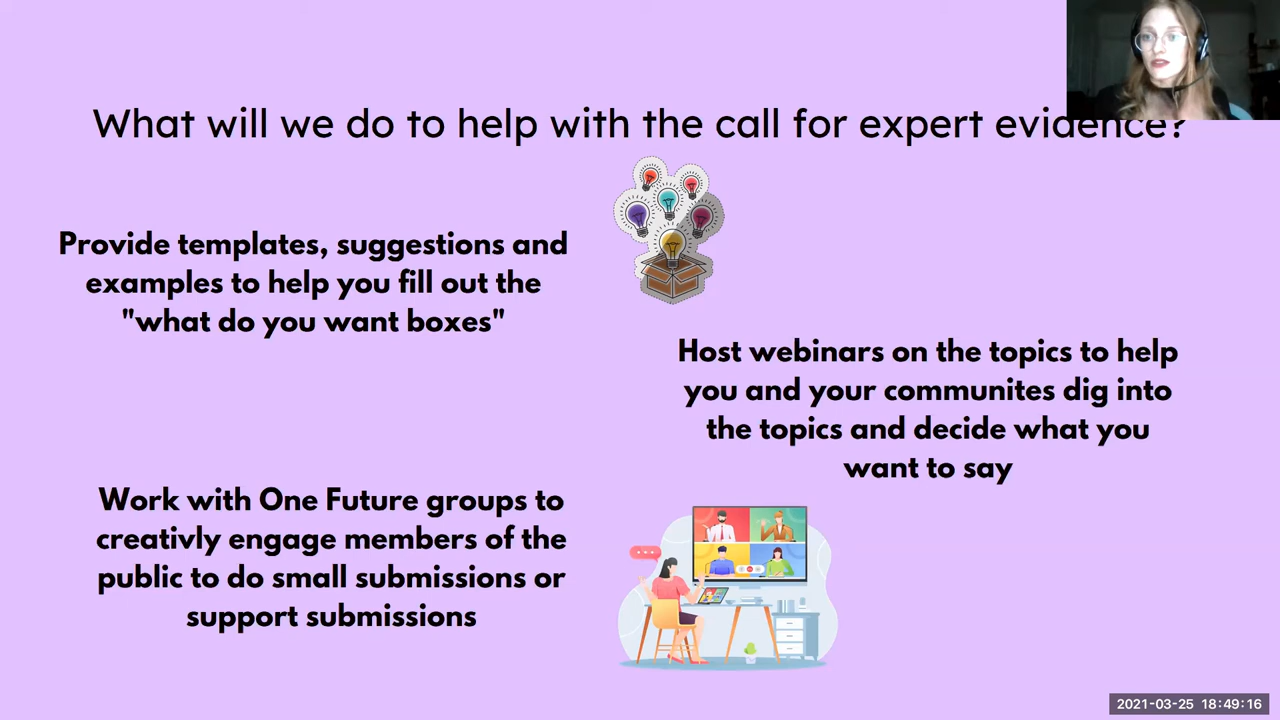 What will we do to help with the call for expert evidence?
Provide templates, suggestions and
examples to help you fill out the
"what do you want boxes"
Host webinars on the topics to help
you and your communites dig into
the topics and decide what you
want to say
Work with One Future groups to
creativly engage members of the
public to do small submissions or
support submissions
2021-03-25 18:49:16